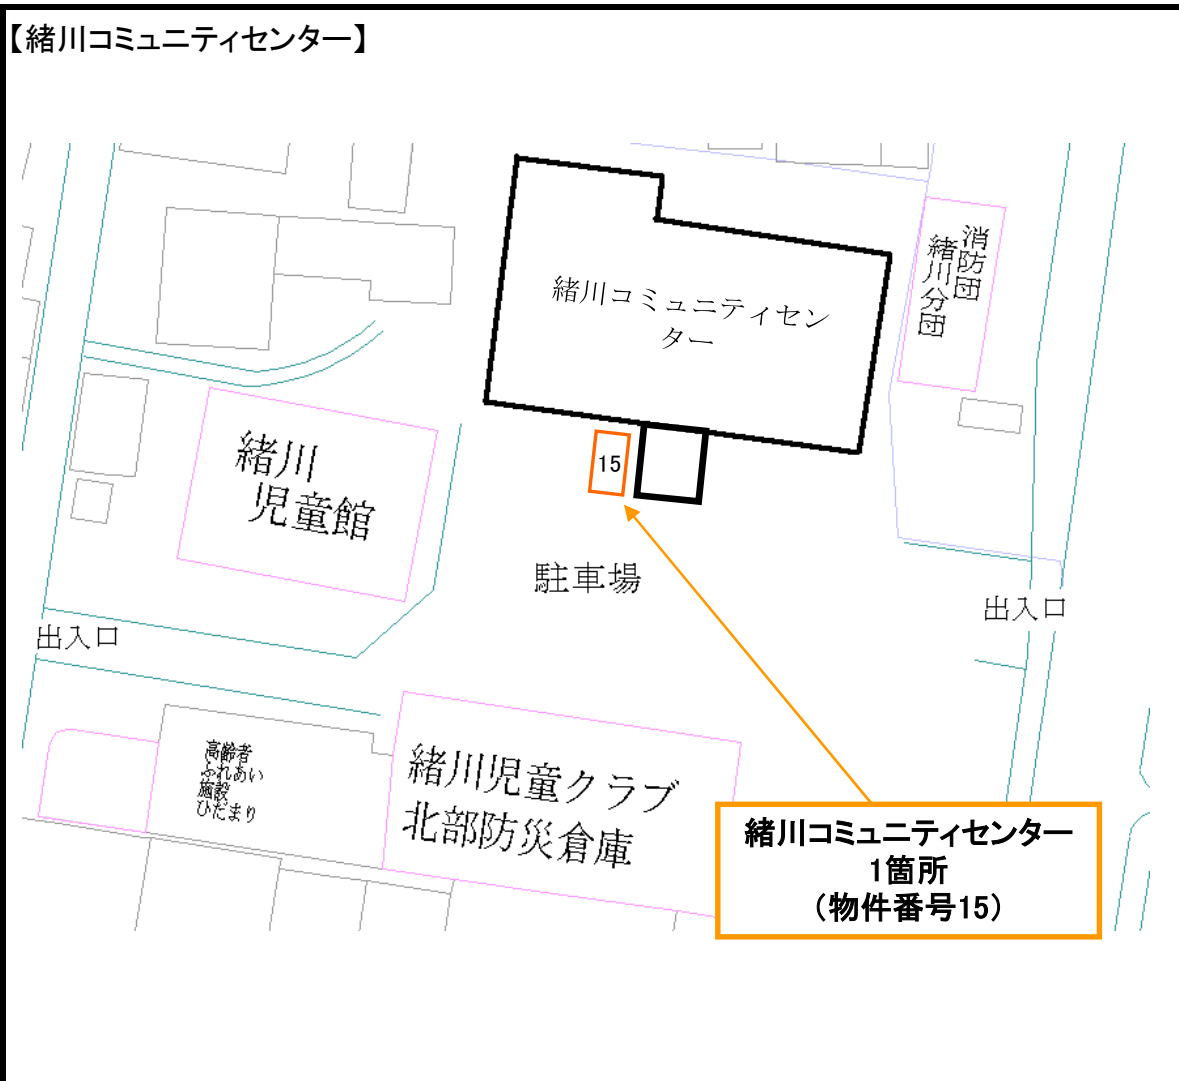 【緒川コミュニティセンター】
緒川コミュニティセン
ター
消防団
緒川分団
15
緒川
児童館
駐車場
出入口
出入口
高齢者
ふれあい
施設
ひだまり
緒川児童クラブ
北部防災倉庫
緒川コミュニティセンター
1箇所
（物件番号15）